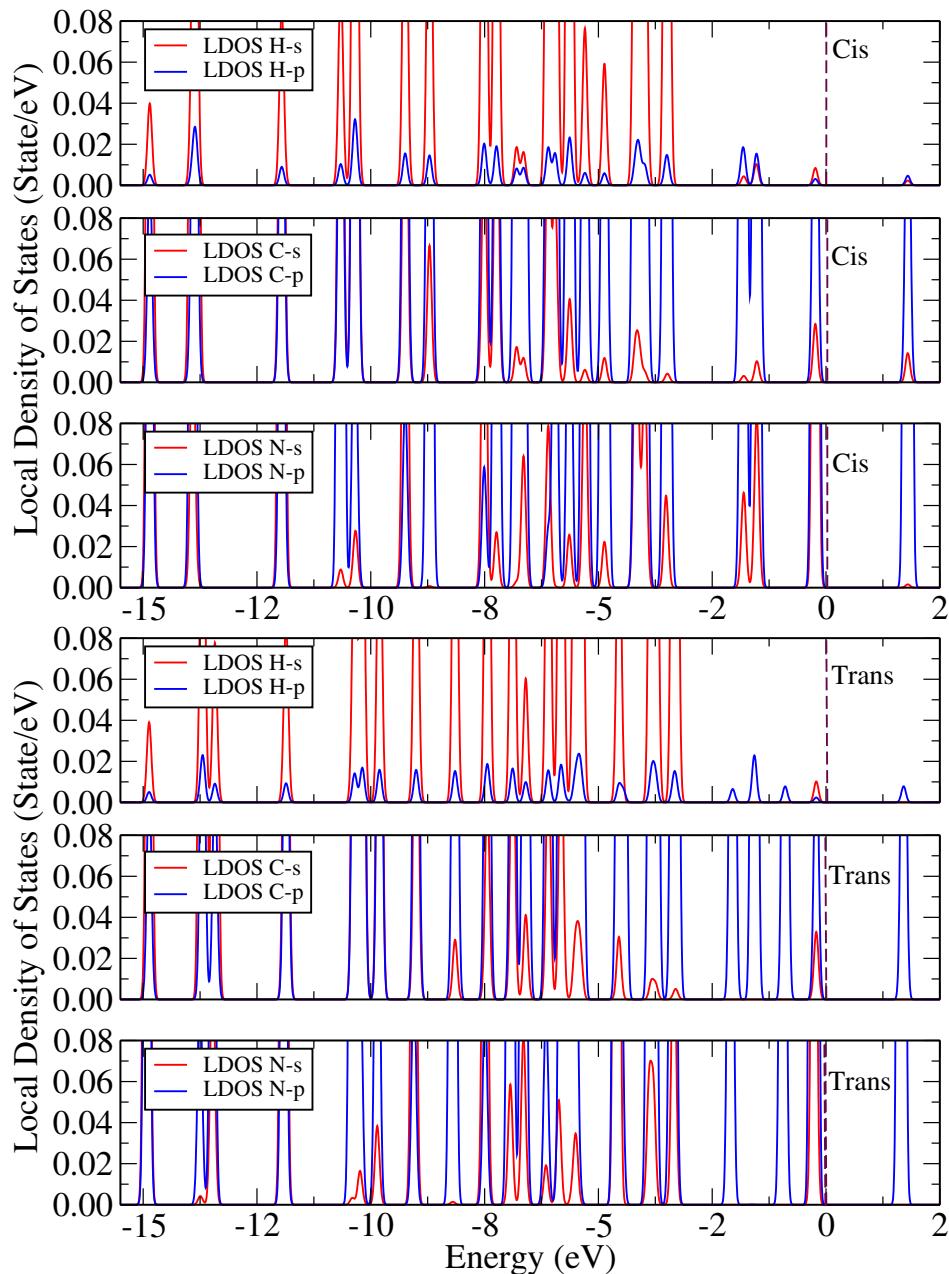 0.08
0.06
0.04
0.02
0.00
LDOS H-s
LDOS H-p
Cis
0.08
0.06
0.04
0.02
0.00
LDOS C-s
LDOS C-p
Cis
0.08
0.06
0.04
0.02
0.00
LDOS N-s
LDOS N-p
Cis
-15 -12 -10 -8 -5 -2 0 2
Local Density of States (State/eV)
0.08
0.06
0.04
0.02
0.00
LDOS H-s
LDOS H-p
Trans
0.08
0.06
0.04
0.02
0.00
LDOS C-s
LDOS C-p
Trans
0.08
0.06
0.04
0.02
0.00
LDOS N-s
LDOS N-p
Trans
-15 -12 -10 -8 -5 -2 0 2
Local Density of States (State/eV)
Energy (eV)